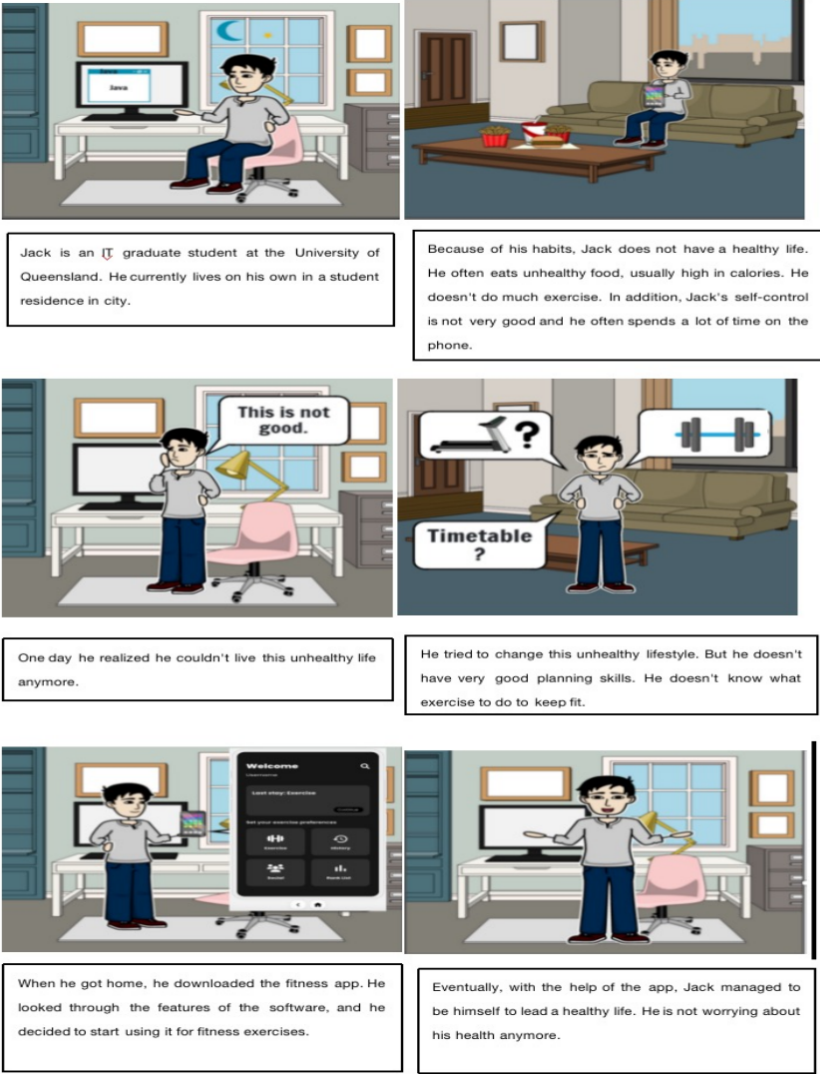 Java
Java
Jack is an IT graduate student at the University of
Queensland. He currently lives on his own in a student
residence in city.
Because of his habits, Jack does not have a healthy life.
He often eats unhealthy food, usually high in calories. He
doesn't do much exercise. In addition, Jack's self-control
is not very good and he often spends a lot of time on the
phone.
This is not
good.
?
Timetable
?
One day he realized he couldn't live this unhealthy life
anymore.
He tried to change this unhealthy lifestyle. But he doesn't
have very good planning skills. He doesn't know what
exercise to do to keep fit.
Welcome
Username
Last stay: Exercise
Continue
Set your exercise preferences
Exercise
History
Social
Rank List
When he got home, he downloaded the fitness app. He
looked through the features of the software, and he
decided to start using it for fitness exercises.
Eventually, with the help of the app, Jack managed to
be himself to lead a healthy life. He is not worrying about
his health anymore.